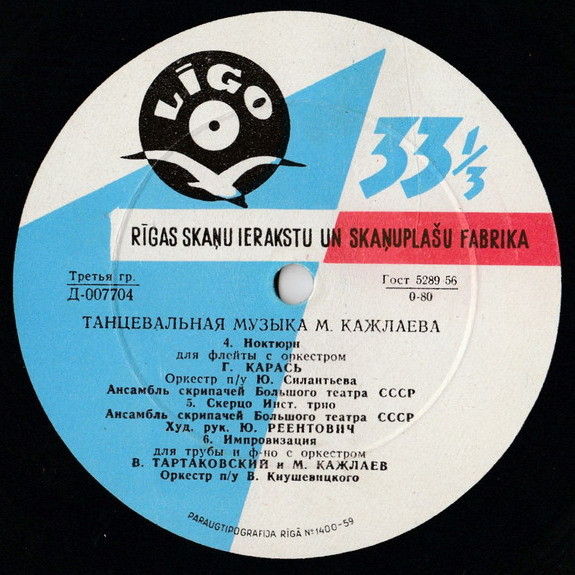 LĪGO
33 1/3
RĪGAS SKAŅU IERAKSTU UN SKAŅUPLAŠU FABRIKA
Третья гр.
Д-007704
Гост 5289 56
0-80
ТАНЦЕВАЛЬНАЯ МУЗЫКА М. КАЖЛАЕВА
4. Ноктюрн
для флейты с оркестром
Г. КАРАСЬ
Оркестр п/у Ю. Силантьева
Ансамбль скрипачей Большого театра СССР
5. Скерцо Инст. трио
Ансамбль скрипачей Большого театра СССР
Худ. рук. Ю. РЕЕНТОВИЧ
6. Импровизация
для трубы и ф-но с оркестром
В. ТАРТАКОВСКИЙ и М. КАЖЛАЕВ
Оркестр п/у В. Кнушевицкого
PARAUGTIPOGRAFIJA RĪGĀ № 1400-59